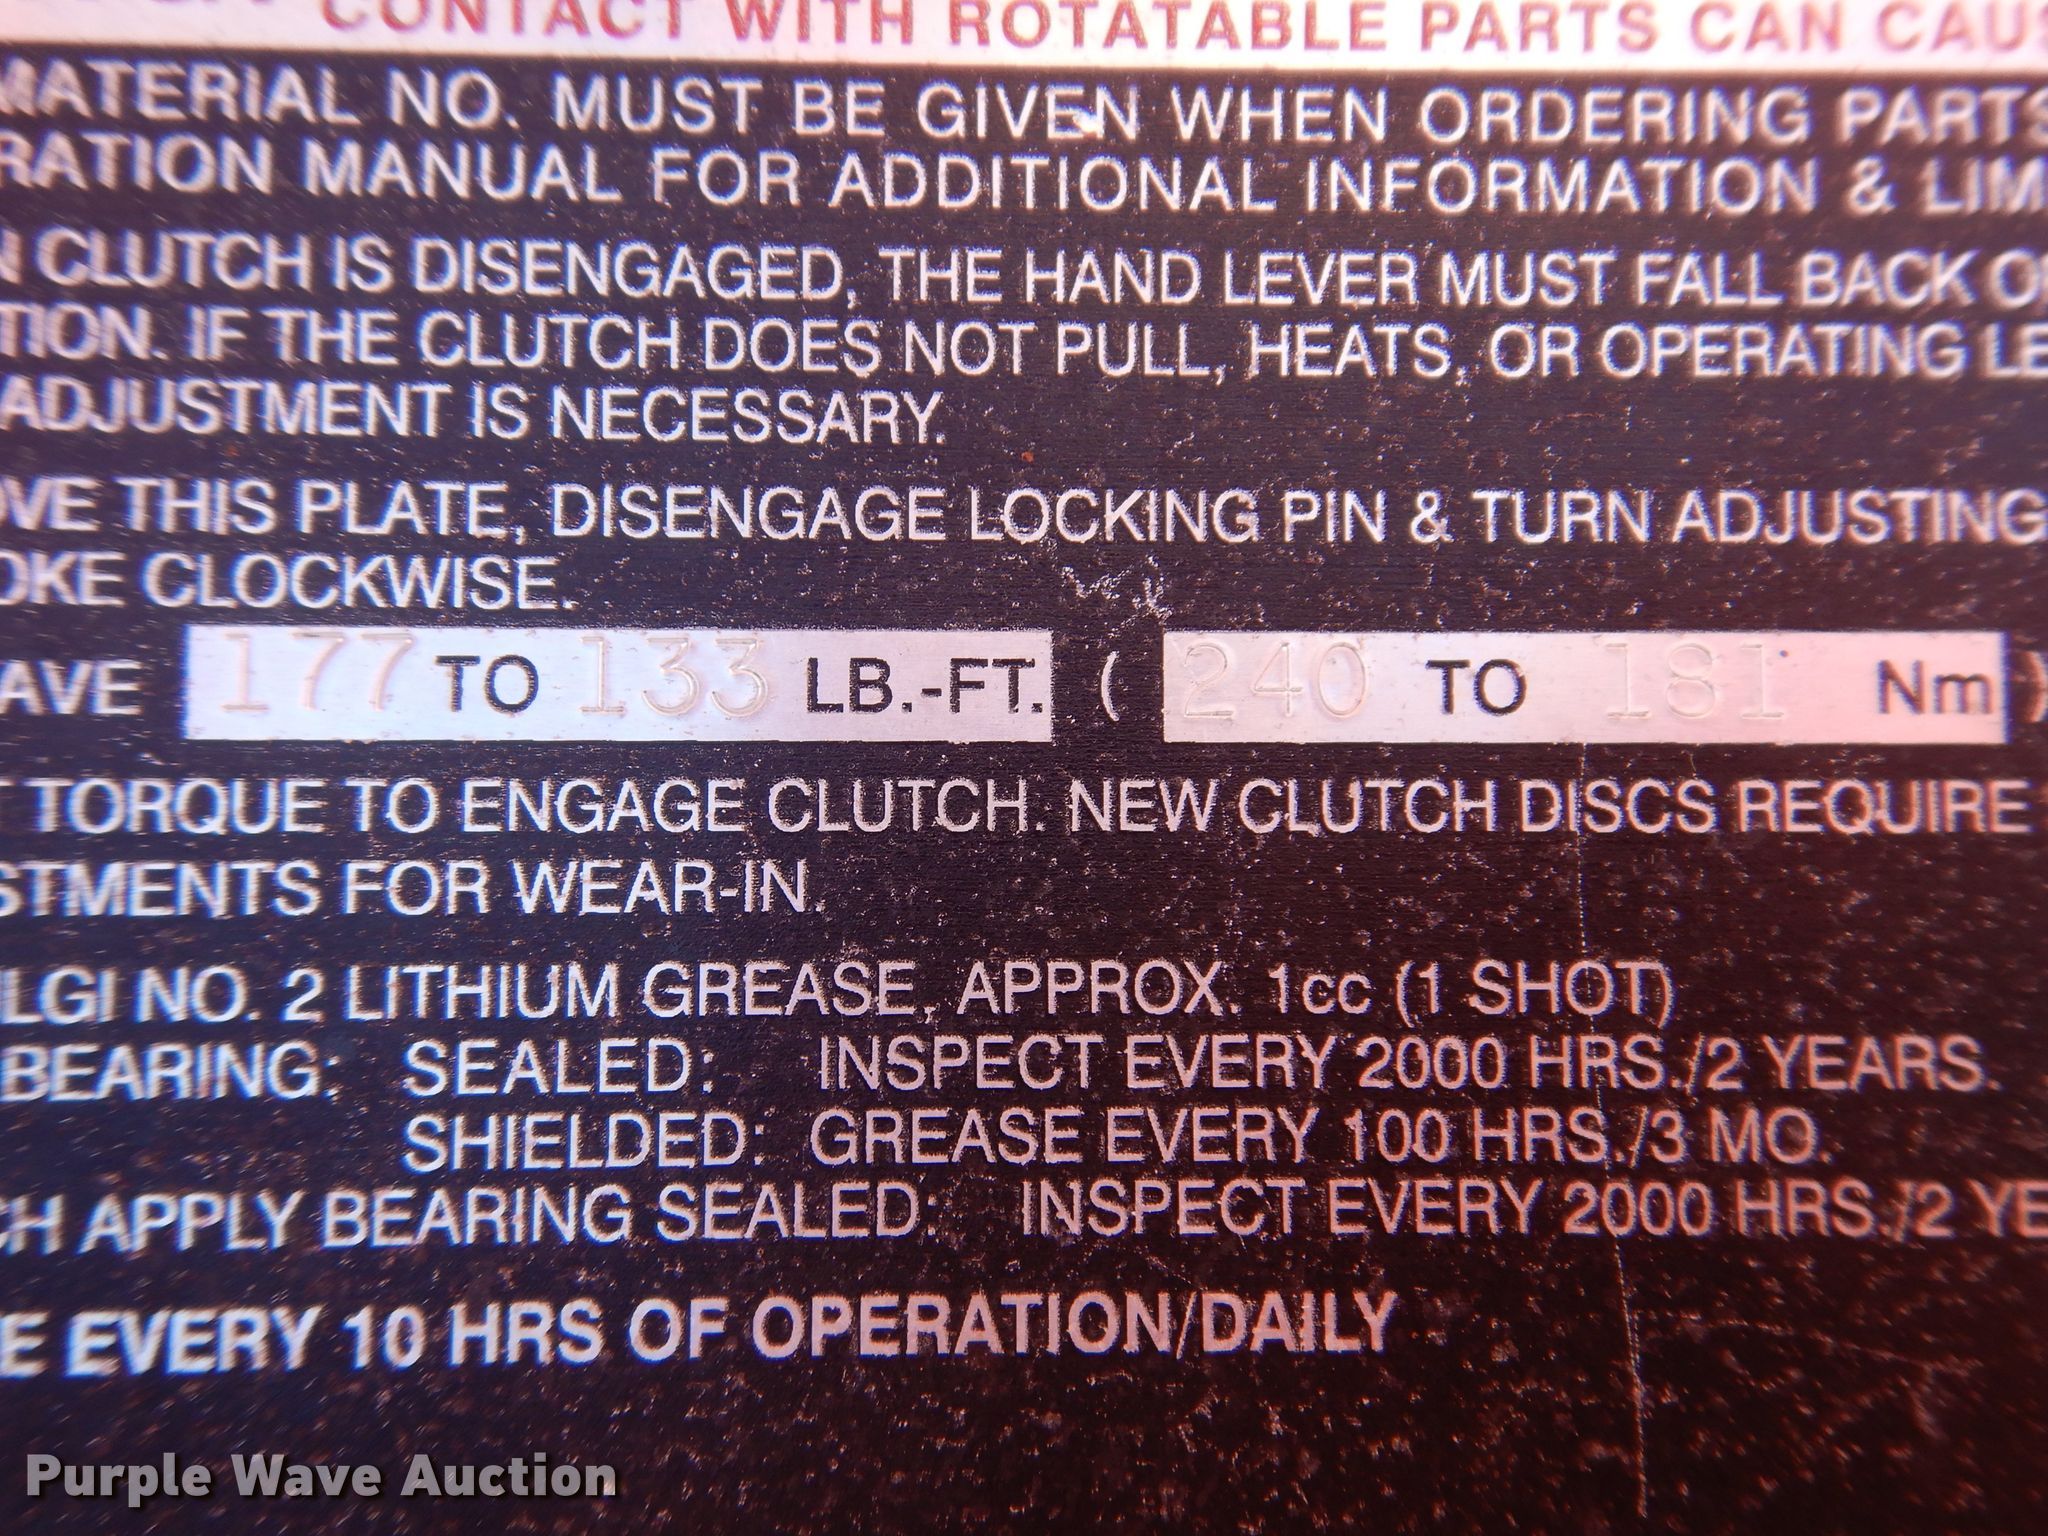 CONTACT WITH ROTATABLE PARTS CAN CAUS
MATERIAL NO. MUST BE GIVEN WHEN ORDERING PARTS
RATION MANUAL FOR ADDITIONAL INFORMATION & LIM
N CLUTCH IS DISENGAGED, THE HAND LEVER MUST FALL BACK O
TION. IF THE CLUTCH DOES NOT PULL, HEATS, OR OPERATING LE
ADJUSTMENT IS NECESSARY.
OVE THIS PLATE, DISENGAGE LOCKING PIN & TURN ADJUSTING
OKE CLOCKWISE.
AVE 177 TO 133 LB.-FT. ( 240 TO 181 Nm )
T TORQUE TO ENGAGE CLUTCH. NEW CLUTCH DISCS REQUIRE
STMENTS FOR WEAR-IN.
LGI NO. 2 LITHIUM GREASE, APPROX. 1cc (1 SHOT)
BEARING: SEALED: INSPECT EVERY 2000 HRS./2 YEARS.
SHIELDED: GREASE EVERY 100 HRS./3 MO.
CH APPLY BEARING SEALED: INSPECT EVERY 2000 HRS./2 YE
E EVERY 10 HRS OF OPERATION/DAILY
Purple Wave Auction